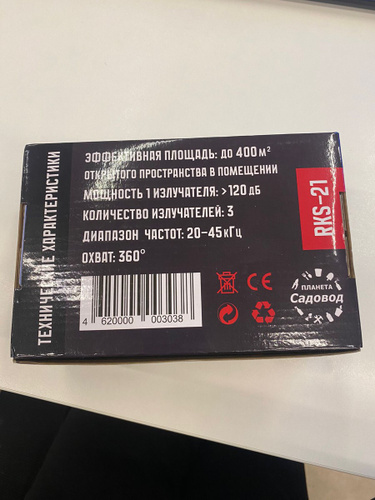 ТЕХНИЧЕСКИЕ ХАРАКТЕРИСТИКИ
ЭФФЕКТИВНАЯ ПЛОЩАДЬ: ДО 400 М²
ОТКРЫТОГО ПРОСТРАНСТВА В ПОМЕЩЕНИИ
МОЩНОСТЬ 1 ИЗЛУЧАТЕЛЯ: >120 ДБ
КОЛИЧЕСТВО ИЗЛУЧАТЕЛЕЙ: 3
ДИАПАЗОН ЧАСТОТ: 20–45 кГц
ОХВАТ: 360°
RKS-21
4 620000 003038
CE
ПЛАНЕТА
Садовод